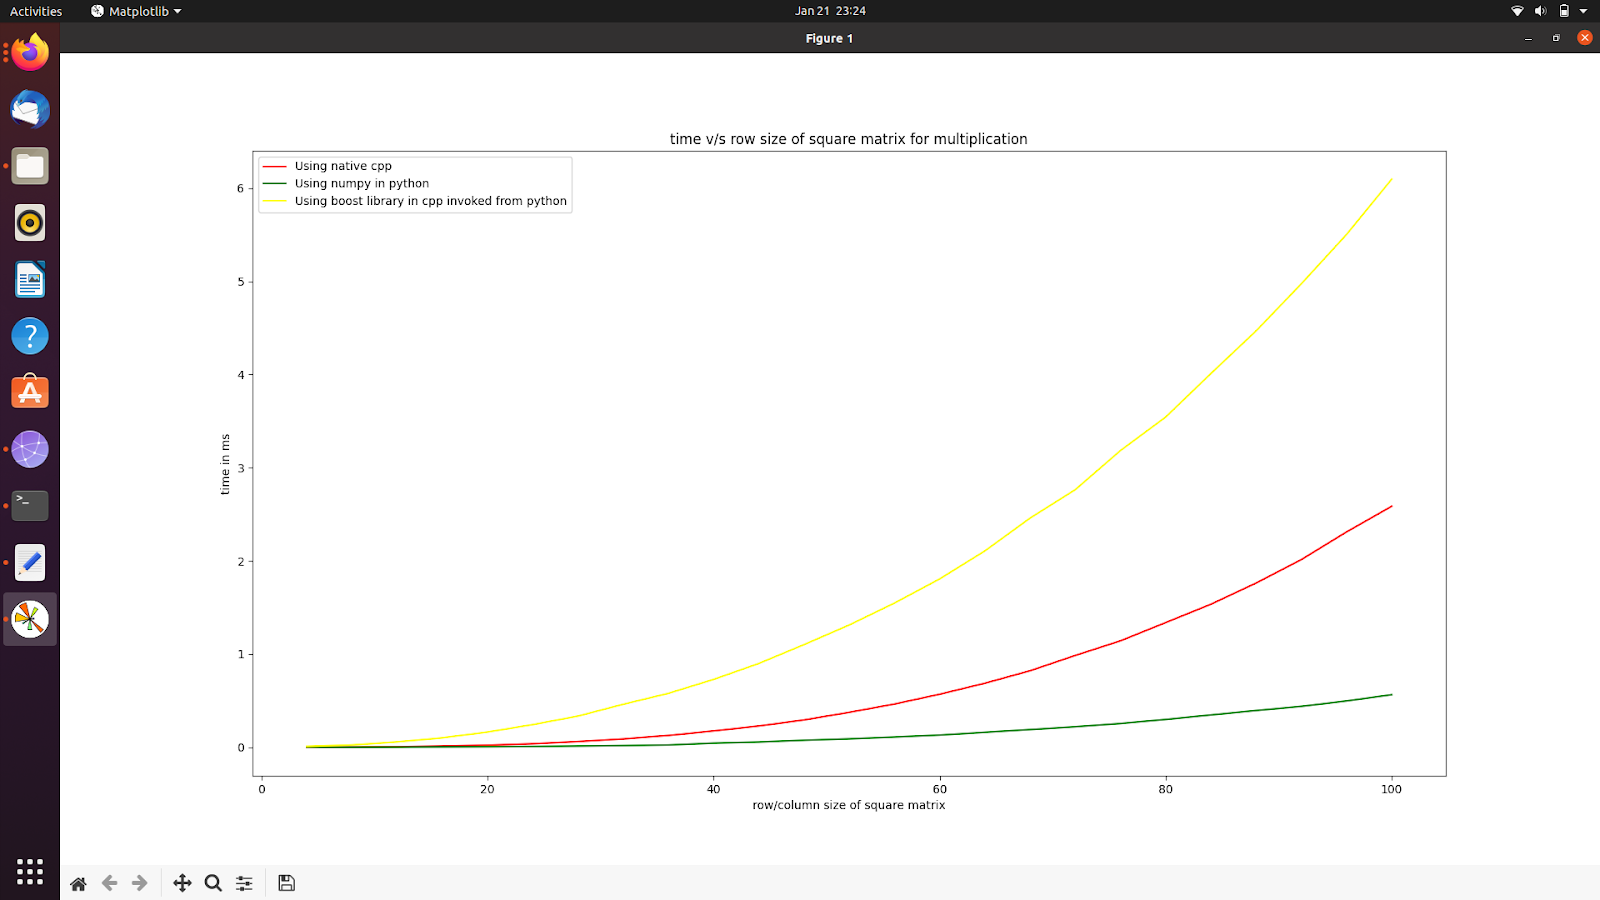 Activities Matplotlib Jan 21 23:24
Figure 1
time v/s row size of square matrix for multiplication
Using native cpp
Using numpy in python
Using boost library in cpp invoked from python
time in ms
6
5
4
3
2
1
0
0 20 40 60 80 100
row/column size of square matrix